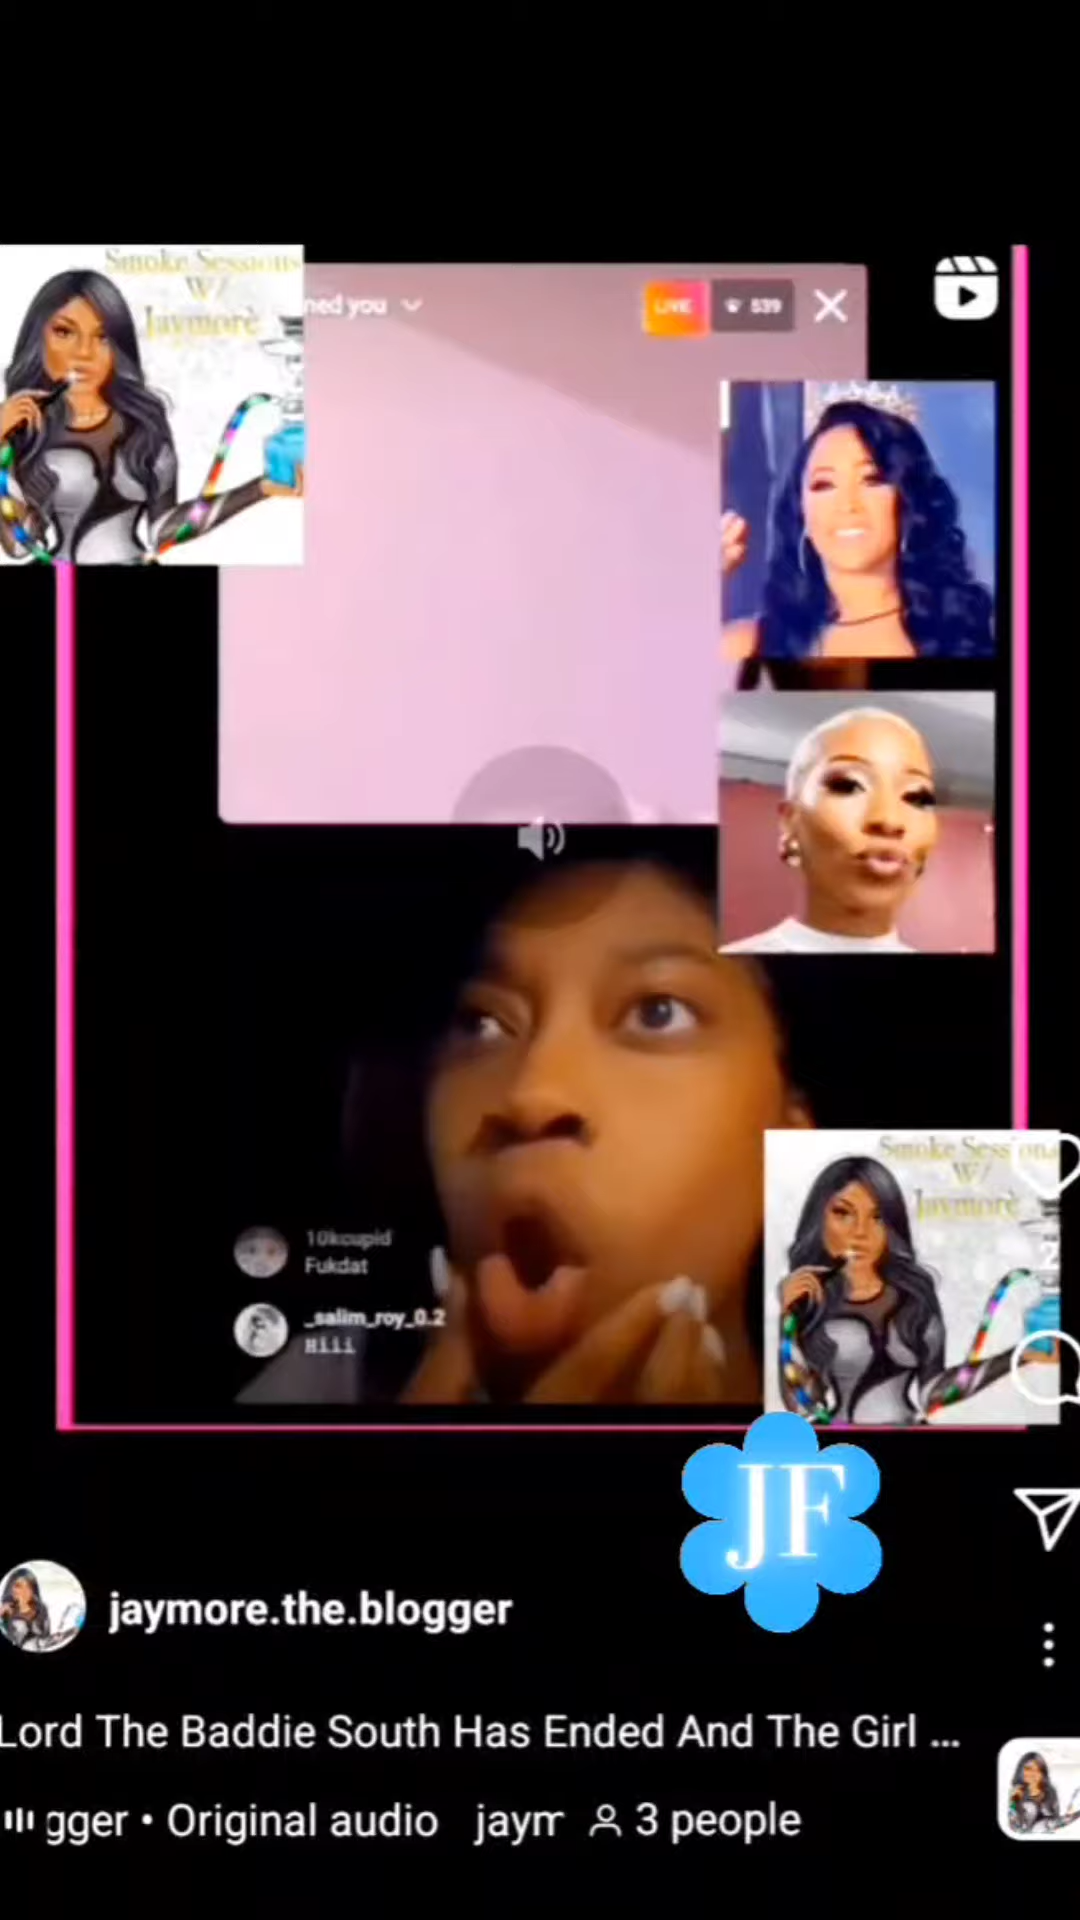 Smoke Sessions
W/
Jaymorè
ned you
LIVE
539
10kcupid
Fukdat
_salim_roy_0.2
Hiii
Smoke Sessions
W/
Jaymorè
2
JF
jaymore.the.blogger
Lord The Baddie South Has Ended And The Girl ...
gger • Original audio jaym 3 people